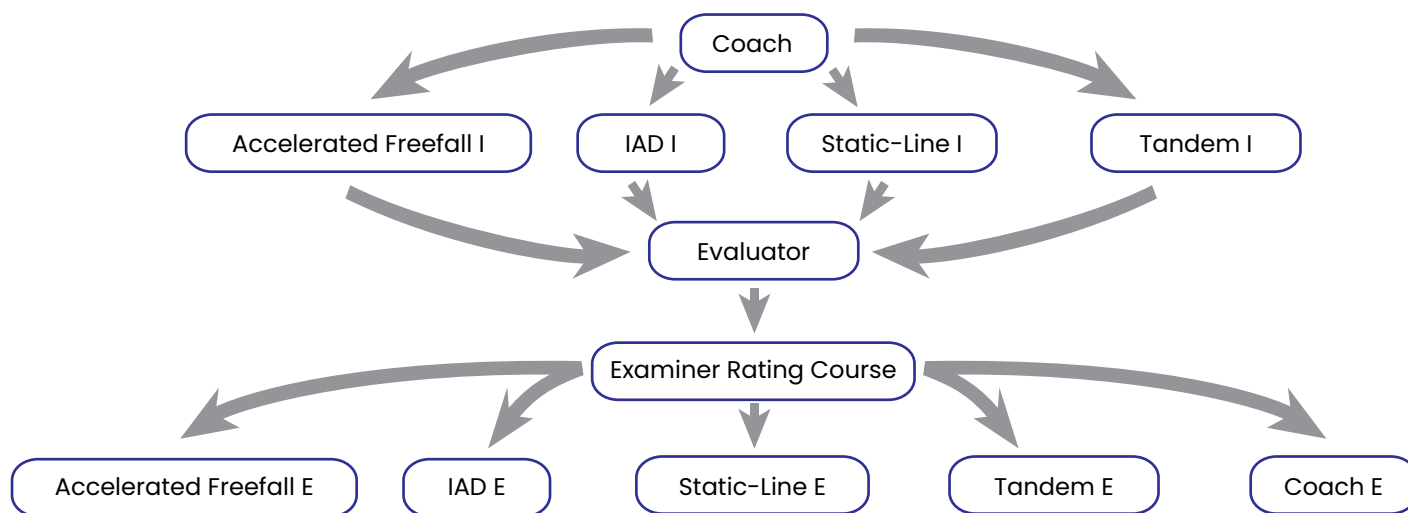 Coach
Accelerated Freefall I
IAD I
Static-Line I
Tandem I
Evaluator
Examiner Rating Course
Accelerated Freefall E
IAD E
Static-Line E
Tandem E
Coach E